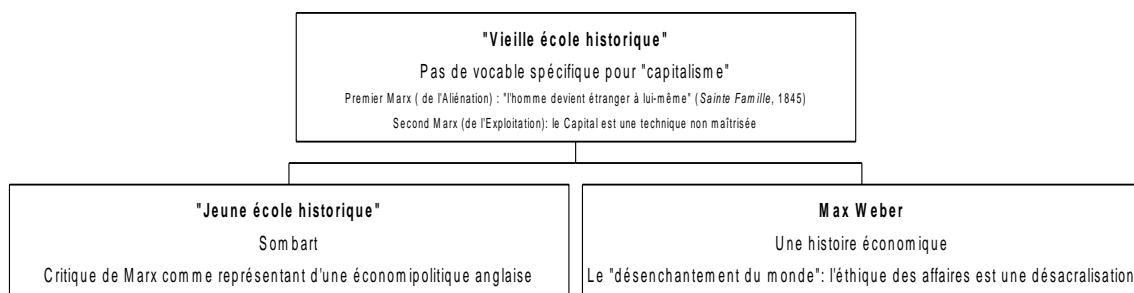 "Vieille école historique"
Pas de vocable spécifique pour "capitalisme"
Premier Marx ( de l'Aliénation) : "l'homme devient étranger à lui-même" (Sainte Famille, 1845)
Second Marx (de l'Exploitation): le Capital est une technique non maîtrisée
"Jeune école historique"
Sombart
Critique de Marx comme représentant d'une économipolitique anglaise
Max Weber
Une histoire économique
Le "désenchantement du monde": l'éthique des affaires est une désacralisation